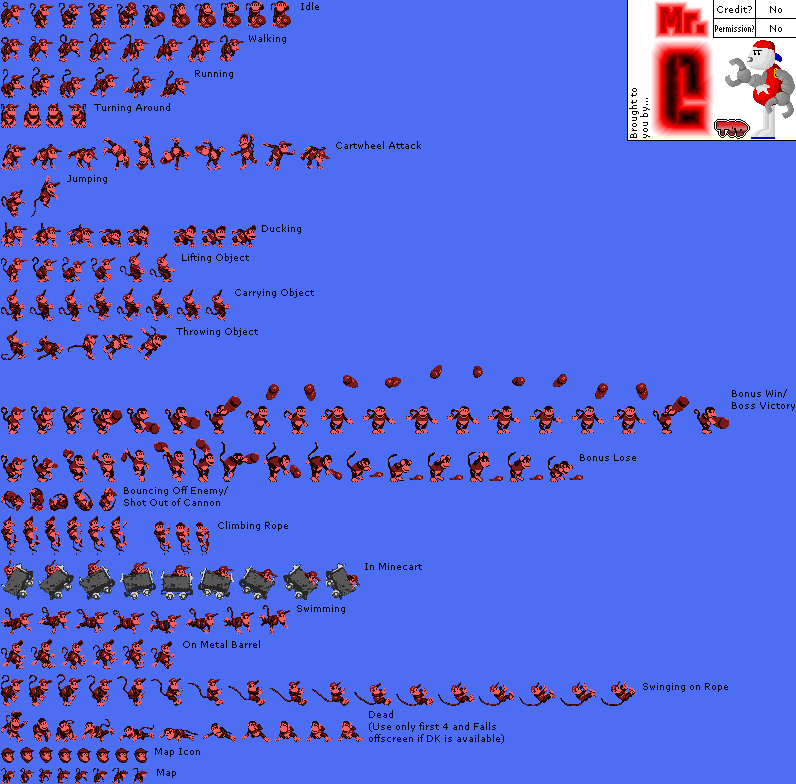 Idle
Mr.
C
Brought to
you by...
Credit? No
Permission? No
Walking
Running
Turning Around
Cartwheel Attack
Jumping
Ducking
Lifting Object
Carrying Object
Throwing Object
Bonus Win/
Boss Victory
Bonus Lose
Bouncing Off Enemy/
Shot Out of Cannon
Climbing Rope
In Minecart
Swimming
On Metal Barrel
Swinging on Rope
Dead
(Use only first 4 and Falls
offscreen if DK is available)
Map Icon
Map